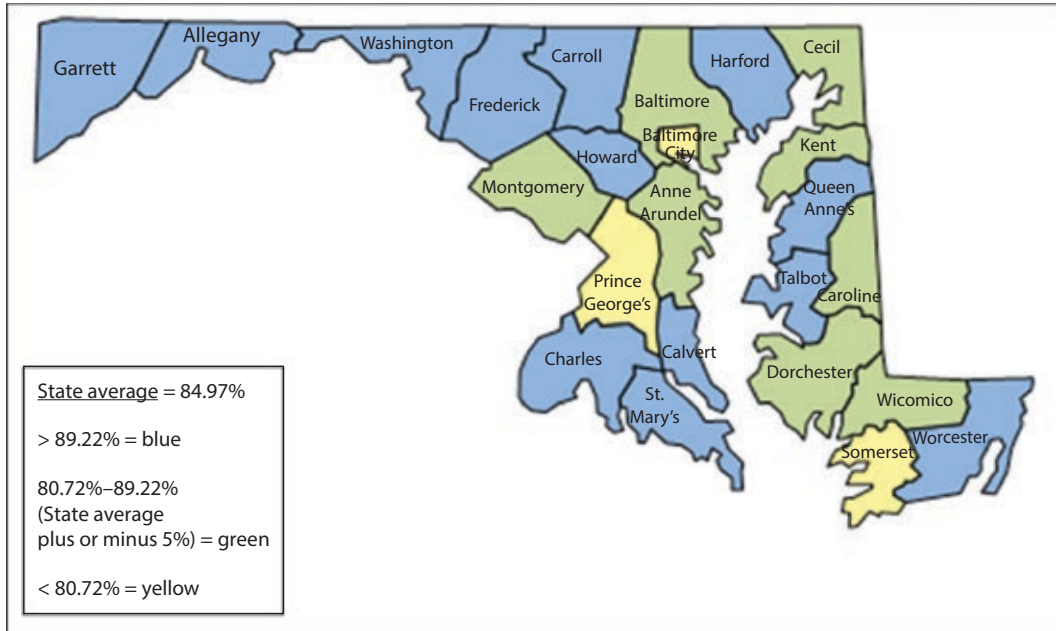 Garrett
Allegany
Washington
Frederick
Carroll
Baltimore
Baltimore
City
Harford
Cecil
Kent
Howard
Montgomery
Anne
Arundel
Queen
Anne's
Talbot
Caroline
Prince
George's
Charles
Calvert
St.
Mary's
Dorchester
Wicomico
Somerset
Worcester
State average = 84.97%
> 89.22% = blue
80.72%–89.22%
(State average
plus or minus 5%) = green
< 80.72% = yellow